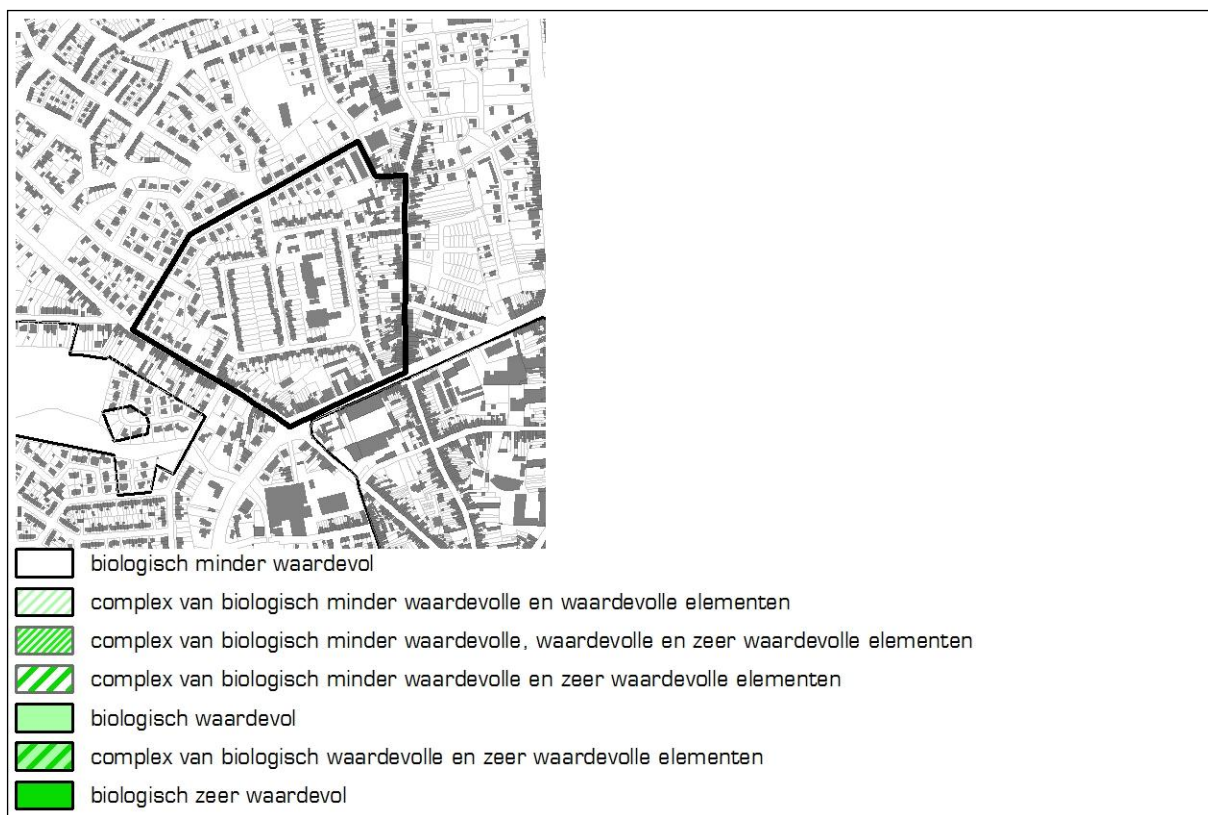 biologisch minder waardevol
complex van biologisch minder waardevolle en waardevolle elementen
complex van biologisch minder waardevolle, waardevolle en zeer waardevolle elementen
complex van biologisch minder waardevolle en zeer waardevolle elementen
biologisch waardevol
complex van biologisch waardevolle en zeer waardevolle elementen
biologisch zeer waardevol